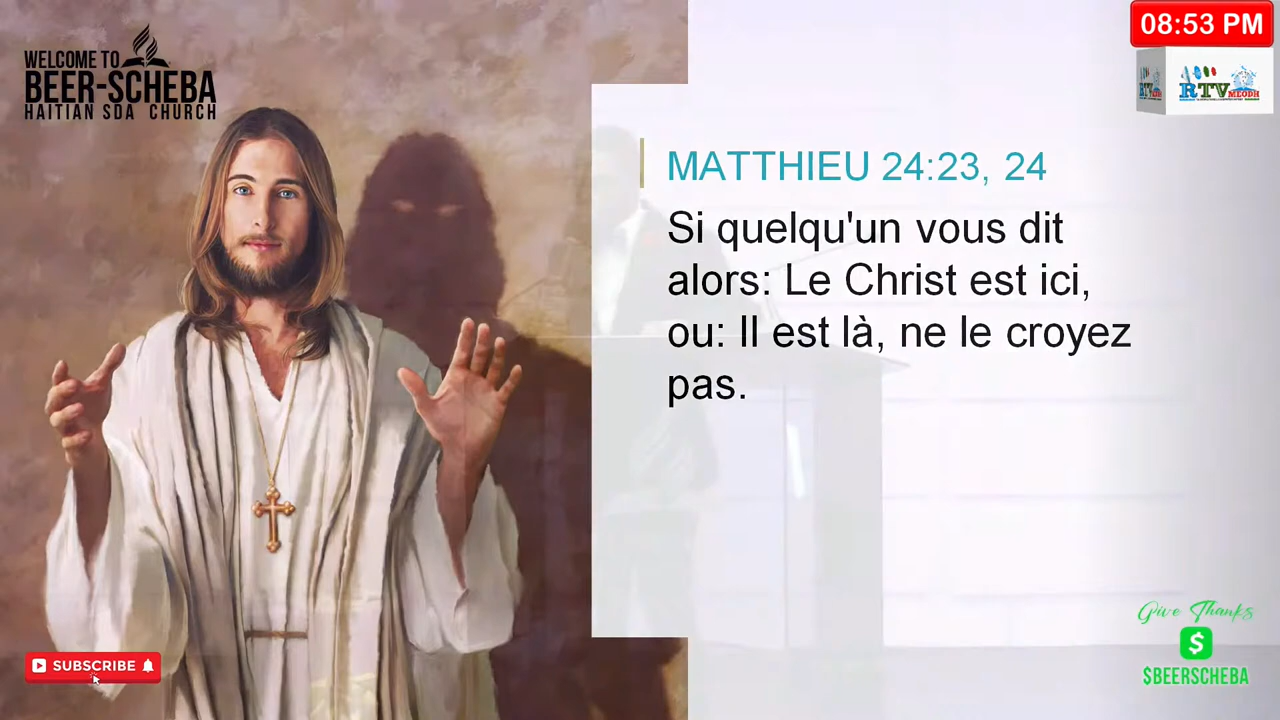 WELCOME TO
BEER-SCHEBA
HAITIAN SDA CHURCH
08:53 PM
RTV MEODH
MATTHIEU 24:23, 24
Si quelqu'un vous dit
alors: Le Christ est ici,
ou: Il est là, ne le croyez
pas.
SUBSCRIBE
Give Thanks
$
$BEERSCHEBA